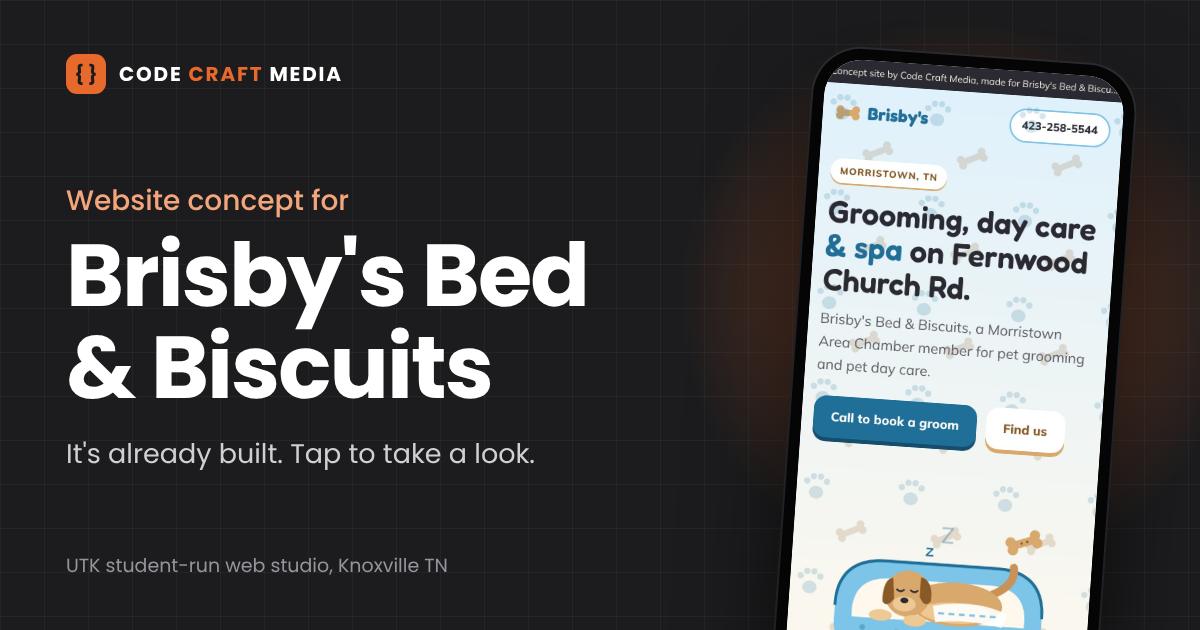 { } CODE CRAFT MEDIA
Website concept for
Brisby's Bed
& Biscuits
It's already built. Tap to take a look.
UTK student-run web studio, Knoxville TN
Concept site by Code Craft Media, made for Brisby's Bed & Biscu...
Brisby's
423-258-5544
MORRISTOWN, TN
Grooming, day care
& spa on Fernwood
Church Rd.
Brisby's Bed & Biscuits, a Morristown
Area Chamber member for pet grooming
and pet day care.
Call to book a groom
Find us
Z
z